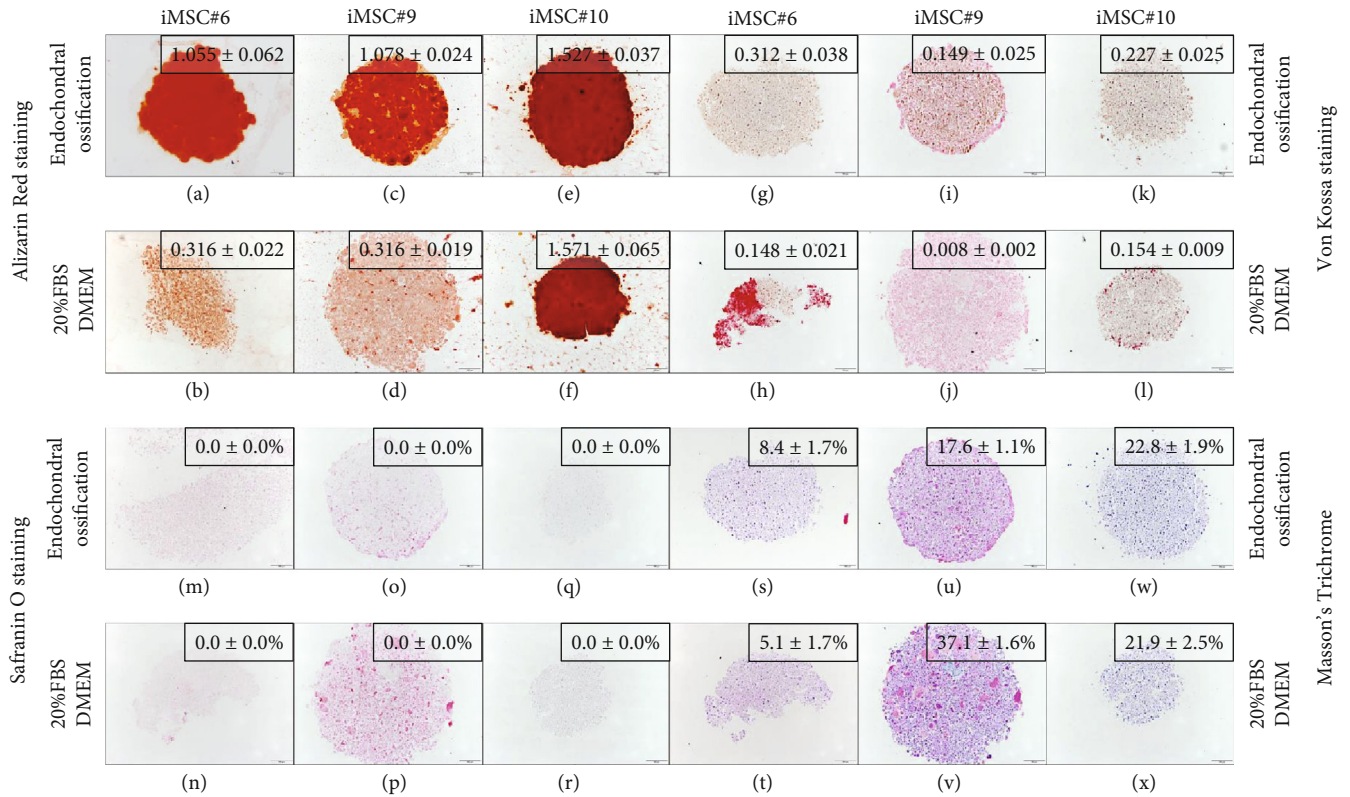 iMSC#6 iMSC#9 iMSC#10 iMSC#6 iMSC#9 iMSC#10
Alizarin Red staining
Endochondral
ossification
1.055 ± 0.062 1.078 ± 0.024 1.527 ± 0.037 0.312 ± 0.038 0.149 ± 0.025 0.227 ± 0.025
Endochondral
ossification
Von Kossa staining
(a) (c) (e) (g) (i) (k)
20%FBS
DMEM
0.316 ± 0.022 0.316 ± 0.019 1.571 ± 0.065 0.148 ± 0.021 0.008 ± 0.002 0.154 ± 0.009
20%FBS
DMEM
(b) (d) (f) (h) (j) (l)
Safranin O staining
Endochondral
ossification
0.0 ± 0.0% 0.0 ± 0.0% 0.0 ± 0.0% 8.4 ± 1.7% 17.6 ± 1.1% 22.8 ± 1.9%
Endochondral
ossification
Masson's Trichrome
(m) (o) (q) (s) (u) (w)
20%FBS
DMEM
0.0 ± 0.0% 0.0 ± 0.0% 0.0 ± 0.0% 5.1 ± 1.7% 37.1 ± 1.6% 21.9 ± 2.5%
20%FBS
DMEM
(n) (p) (r) (t) (v) (x)